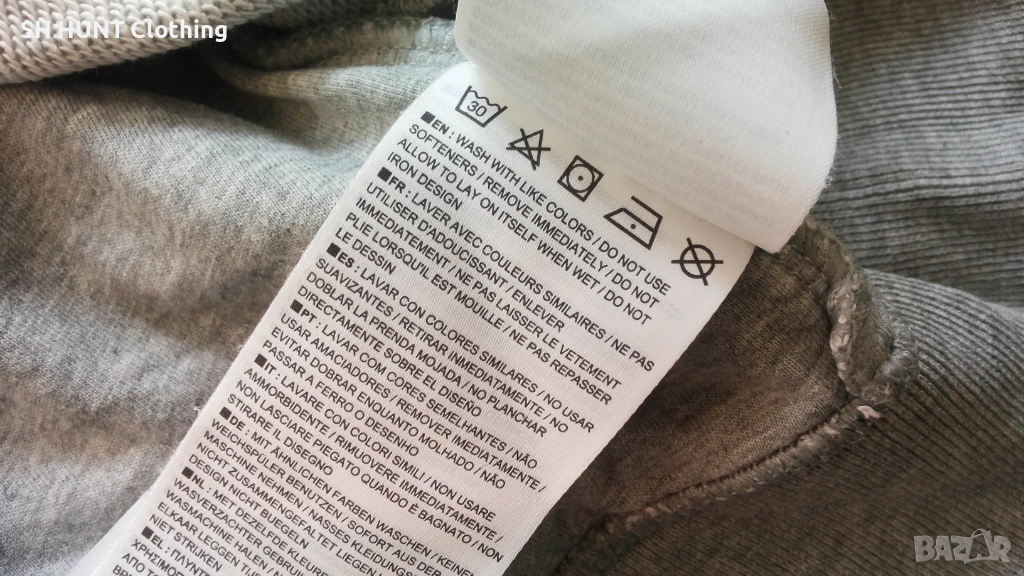 SH.HUNT Clothing
30
EN : WASH WITH LIKE COLORS / DO NOT USE
SOFTENERS / REMOVE IMMEDIATELY / DO NOT
ALLOW TO LAY ON ITSELF WHEN WET / DO NOT
IRON DESIGN
FR : LAVER AVEC COULEURS SIMILAIRES / NE PAS
UTILISER D'ADOUCISSANT / ENLEVER
IMMEDIATEMENT / NE PAS LAISSER LE VETEMENT
PLIE LORSQU'IL EST MOUILLE / NE PAS REPASSER
LE DESSIN
ES : LAVAR CON COLORES SIMILARES / NO USAR
SUAVIZANTES / RETIRAR IMMEDIATAMENTE / NO
DOBLAR LA TRENDA MOJADA / NO PLANCHAR
DIRECTAMENTE SOBRE EL DISEÑO
PT : LAVAR COM CORES SEMELHANTES / NÃO
USAR AMACIADORES / REMOVER IMEDIATAMENTE /
EVITAR DOBRAR ENQUANTO MOLHADO / NÃO
PASSAR A FERRO O DESENHO
IT : LAVARE CON COLORI SIMILI / NON USARE
AMMORBIDENTE / RIMUOVERE IMMEDIATAMENTE /
NON LASCIARE PIEGATO QUANDO È BAGNATO / NON
STIRARE IL DISEGNO
DE : MIT ÄHNLICHEN FARBEN WASCHEN / KEINEN
WEICHSPÜLER BENUTZEN / SOFORT AUS DER
MASCHINE NEHMEN / NASSES KLEIDUNGS
NICHT ZUSAMMENGEFALTET LIEGEN
DESIGN NICHT BUEGELN
NL : MET DEZELFDE KL
WASVERZACHTER
WASMACHINE HALEN /
ELKAAR LEGGEN TIJ
NIET STRIJKEN
EL : ΠΛΥΝΤ
BAZAR